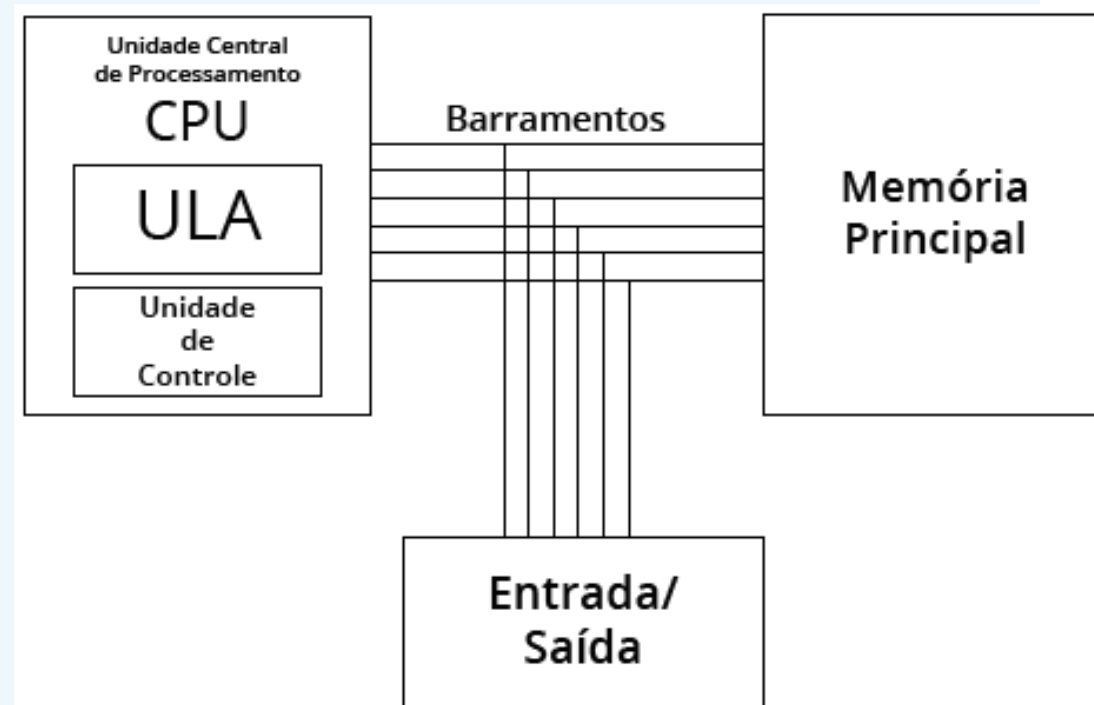 Unidade Central
de Processamento
CPU
ULA
Unidade
de
Controle
Barramentos
Memória
Principal
Entrada/
Saída